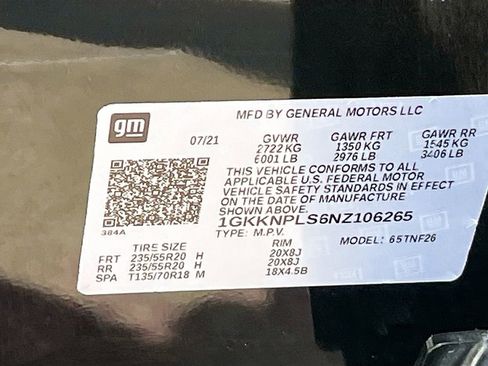 gm
MFD BY GENERAL MOTORS LLC
07/21 GVWR GAWR FRT GAWR RR
2722 KG 1350 KG 1545 KG
6001 LB 2976 LB 3406 LB
THIS VEHICLE CONFORMS TO ALL
APPLICABLE U.S. FEDERAL MOTOR
VEHICLE SAFETY STANDARDS IN EFFECT
ON THE DATE OF MANUFACTURE
SHOWN ABOVE.
1GKKNPLS6NZ106265
384A
TYPE: M.P.V. MODEL: 65TNF26
TIRE SIZE RIM
FRT 235/55R20 H 20X8J
RR 235/55R20 H 20X8J
SPA T135/70R18 M 18X4.5B